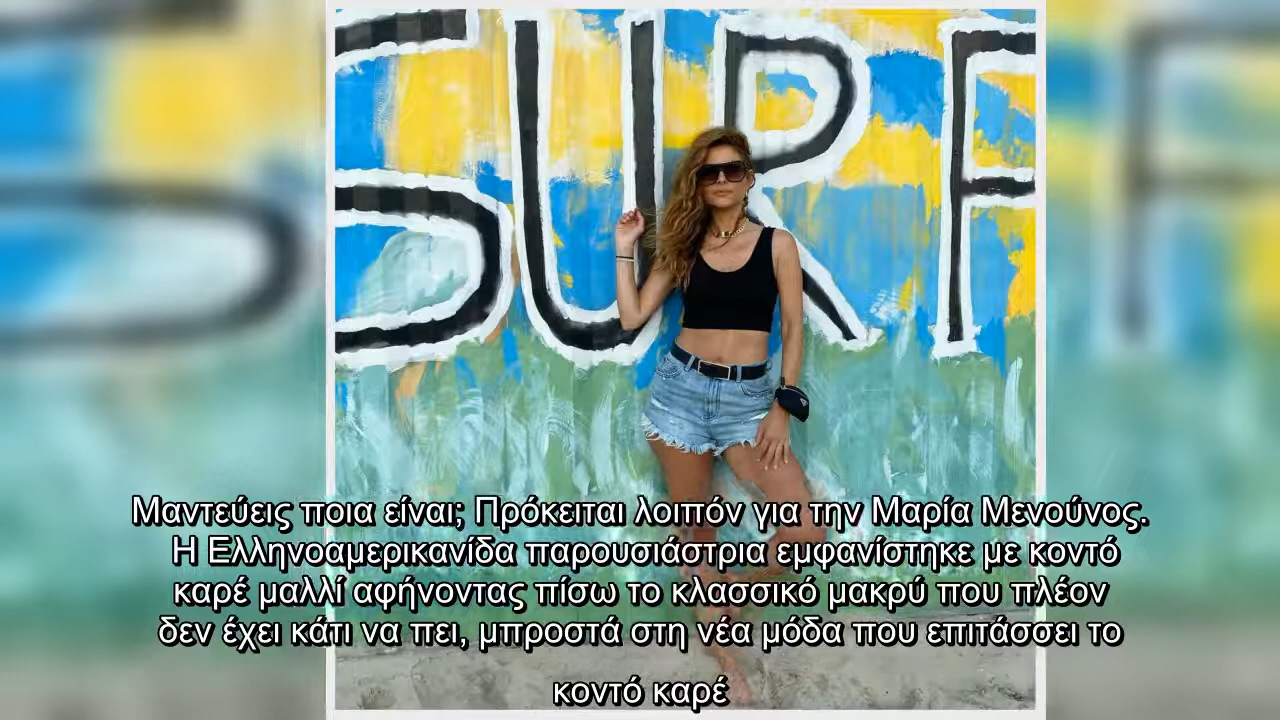 SURF
Μαντεύεις ποια είναι; Πρόκειται λοιπόν για την Μαρία Μενούνος.
Η Ελληνοαμερικανίδα παρουσιάστρια εμφανίστηκε με κοντό
καρέ μαλλί αφήνοντας πίσω το κλασσικό μακρύ που πλέον
δεν έχει κάτι να πει, μπροστά στη νέα μόδα που επιτάσσει το
κοντό καρέ